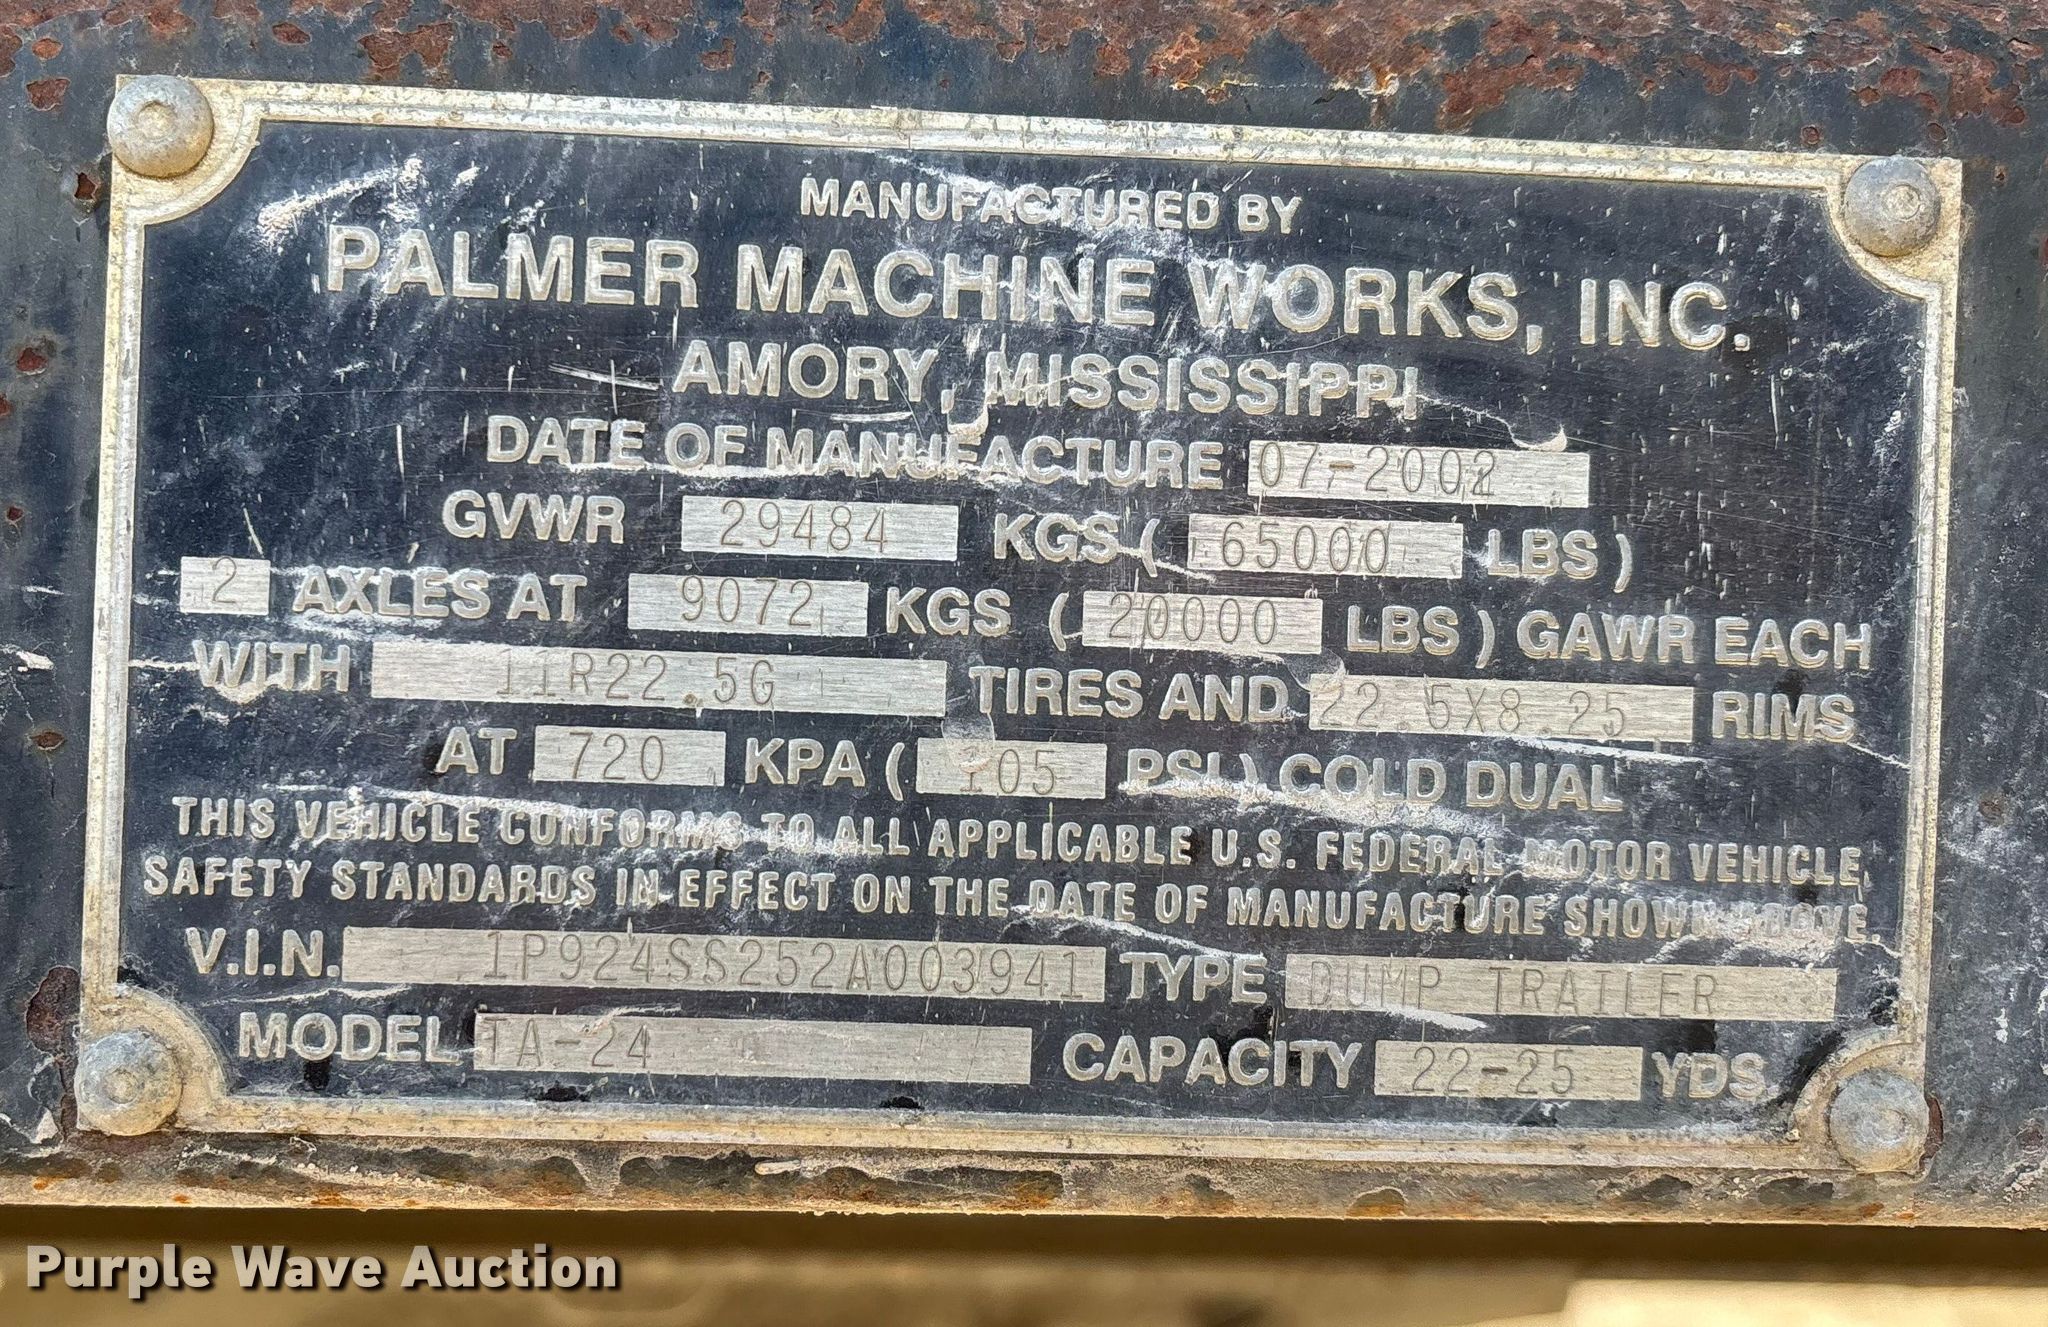 MANUFACTURED BY
PALMER MACHINE WORKS, INC.
AMORY, MISSISSIPPI
DATE OF MANUFACTURE 07-2002
GVWR 29484 KGS ( 65000 LBS )
2 AXLES AT 9072 KGS ( 20000 LBS ) GAWR EACH
WITH 11R22.5G TIRES AND 22.5X8.25 RIMS
AT 720 KPA ( 105 PSI ) COLD DUAL
THIS VEHICLE CONFORMS TO ALL APPLICABLE U.S. FEDERAL MOTOR VEHICLE
SAFETY STANDARDS IN EFFECT ON THE DATE OF MANUFACTURE SHOWN ABOVE.
V.I.N. 1P924SS252A003941 TYPE DUMP TRAILER
MODEL TA-24 CAPACITY 22-25 YDS.
Purple Wave Auction